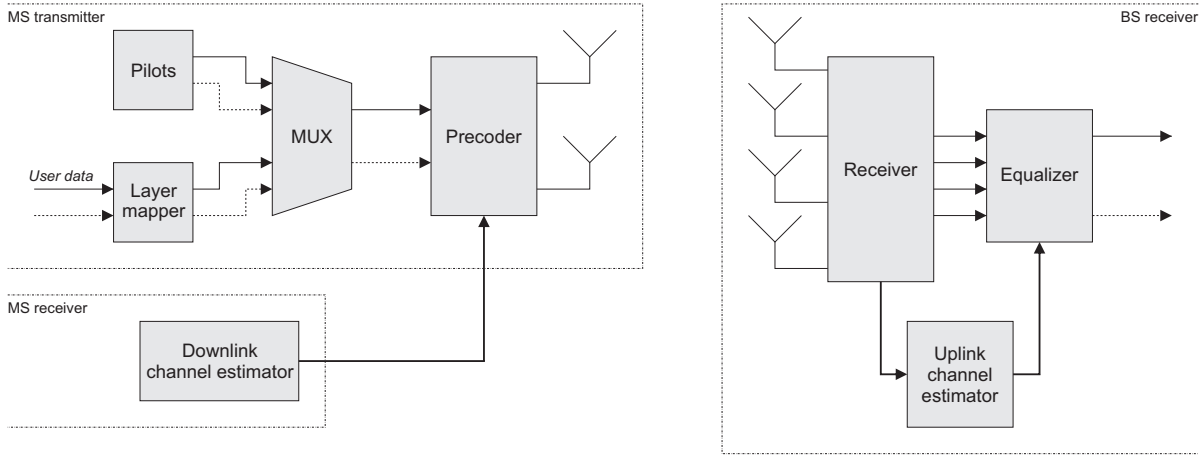 MS transmitter
Pilots
MUX
Precoder
User data
Layer
mapper
MS receiver
Downlink
channel estimator
BS receiver
Receiver
Equalizer
Uplink
channel
estimator